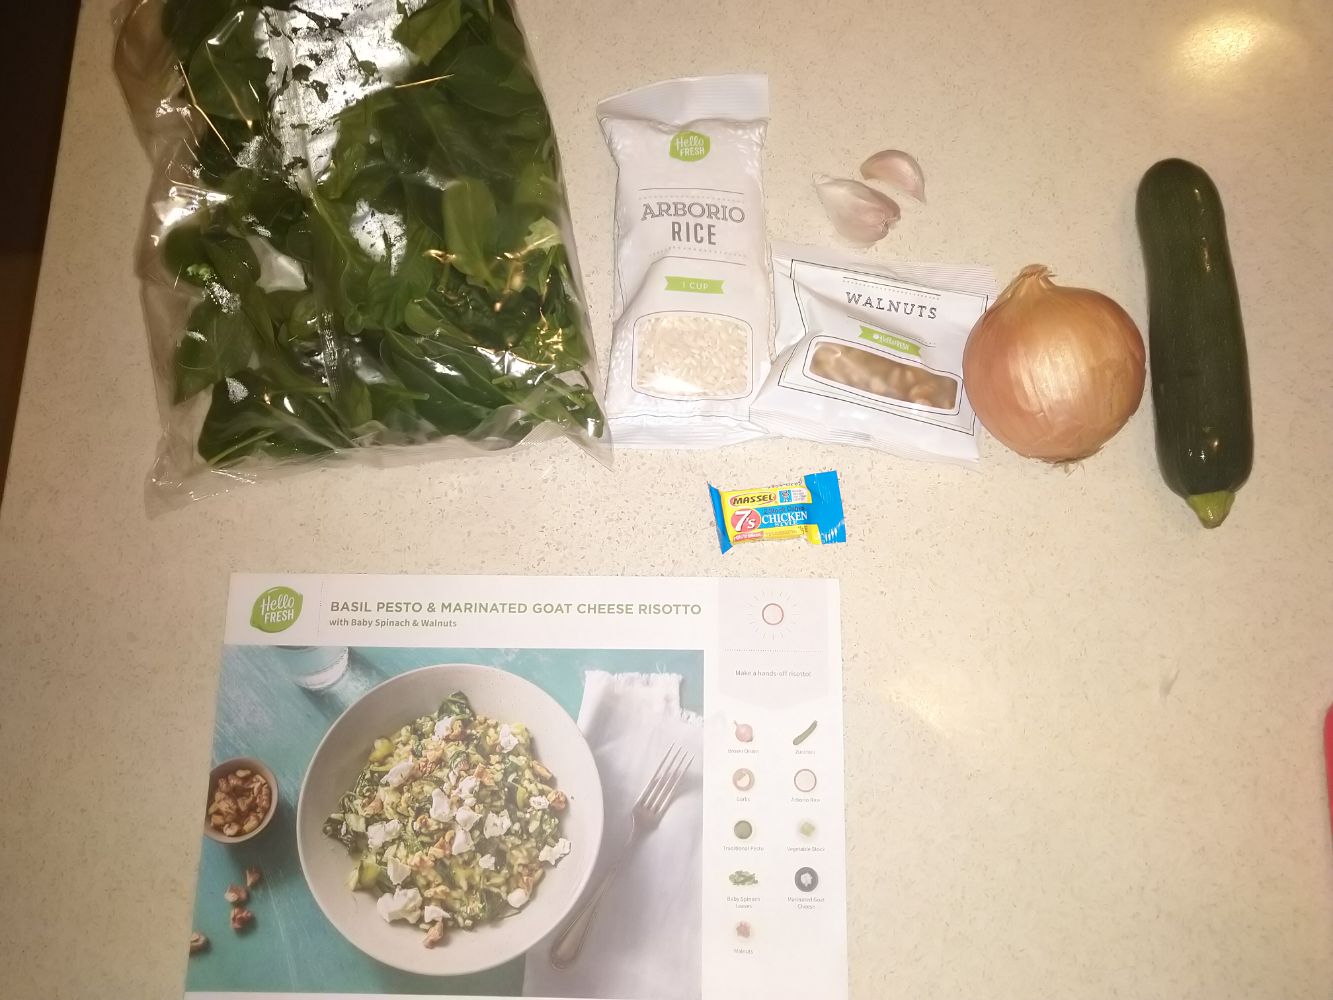 Hello
FRESH
ARBORIO
RICE
1 CUP
WALNUTS
MASSEL
7's
CHICKEN
STYLE
Hello
FRESH
BASIL PESTO & MARINATED GOAT CHEESE RISOTTO
with Baby Spinach & Walnuts
Make a hands-off risotto!
Brown Onion
Zucchini
Garlic
Arborio Rice
Traditional Pesto
Vegetable Stock
Baby Spinach
Leaves
Marinated Goat
Cheese
Walnuts